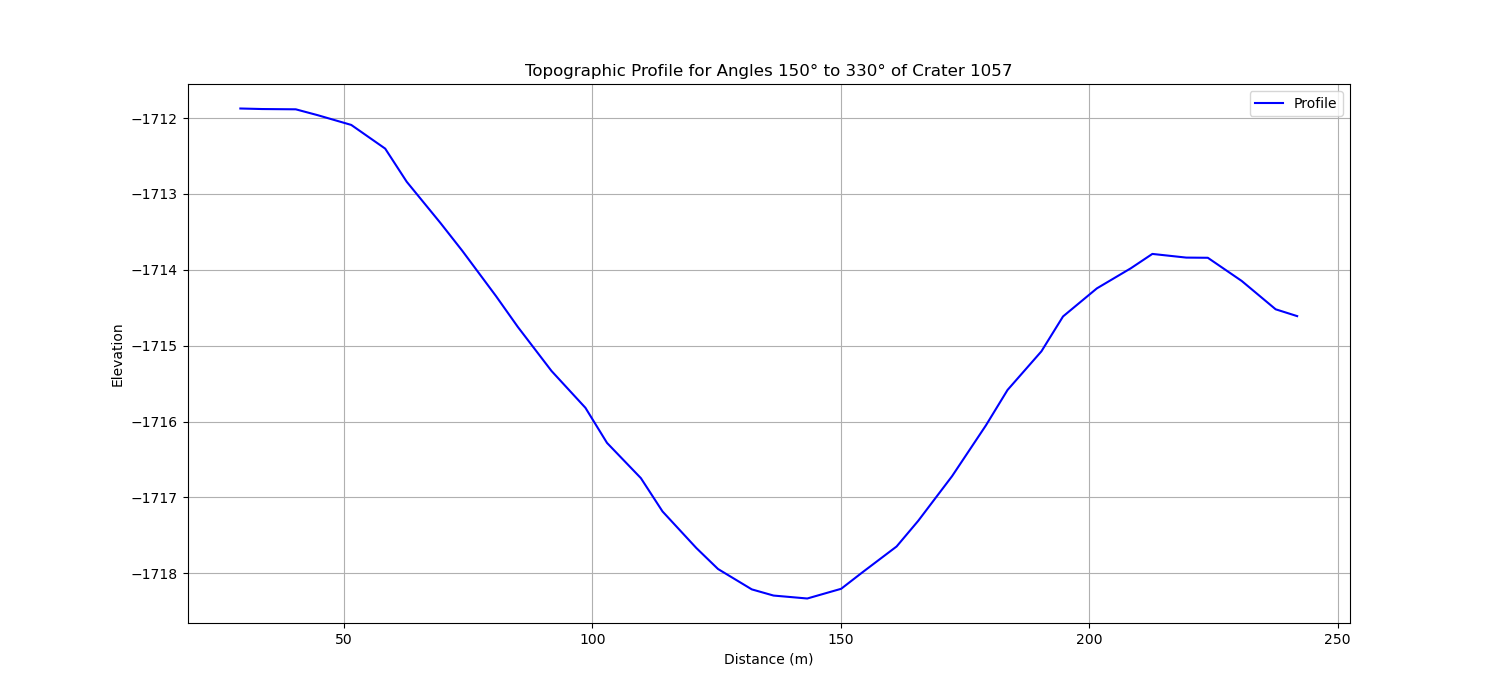 Topographic Profile for Angles 150° to 330° of Crater 1057
Profile
−1712
−1713
−1714
−1715
−1716
−1717
−1718
Elevation
50 100 150 200 250
Distance (m)